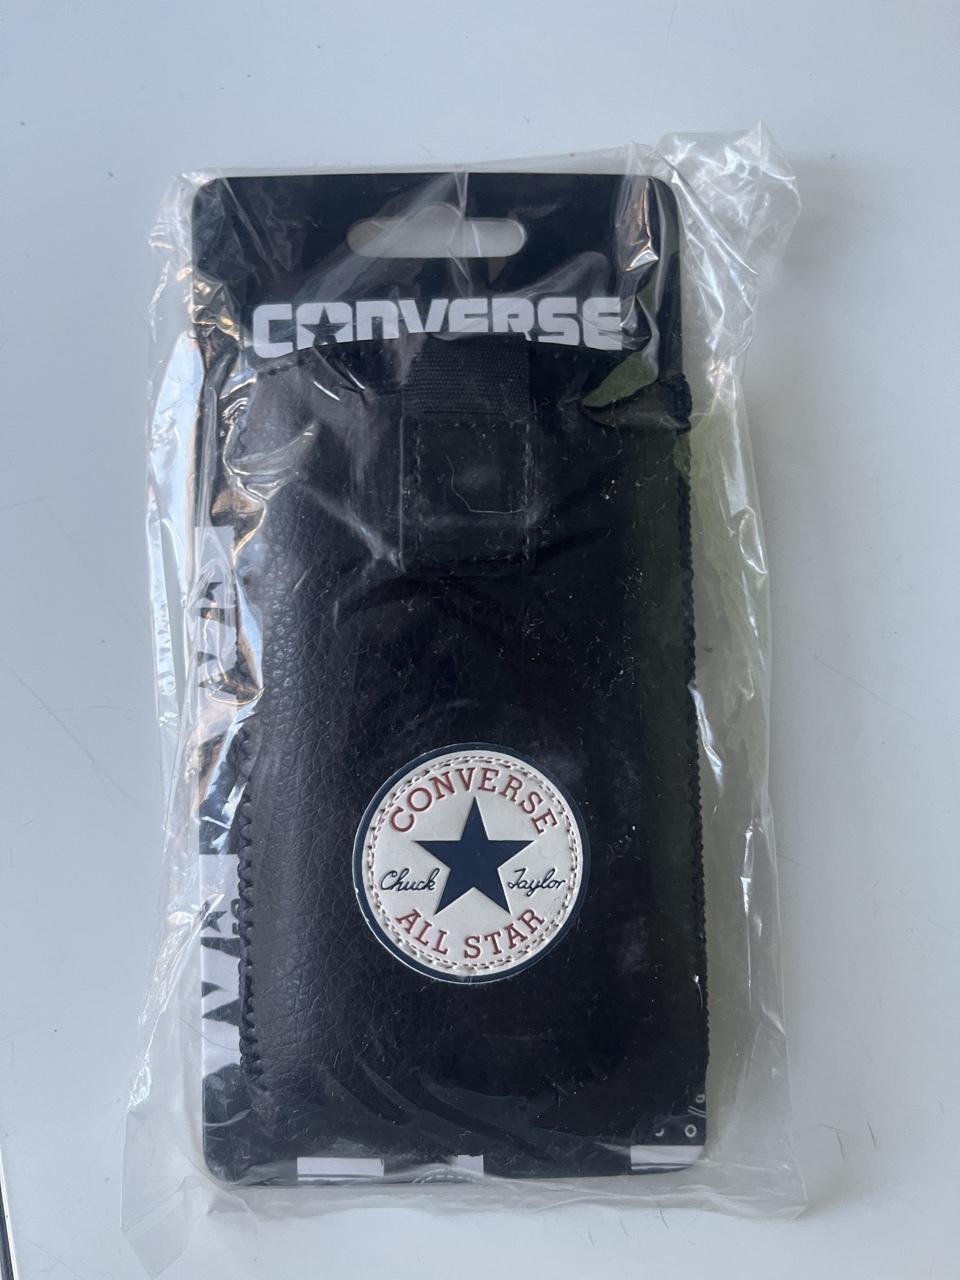 CONVERSE
CONVERSE
Chuck Taylor
ALL STAR